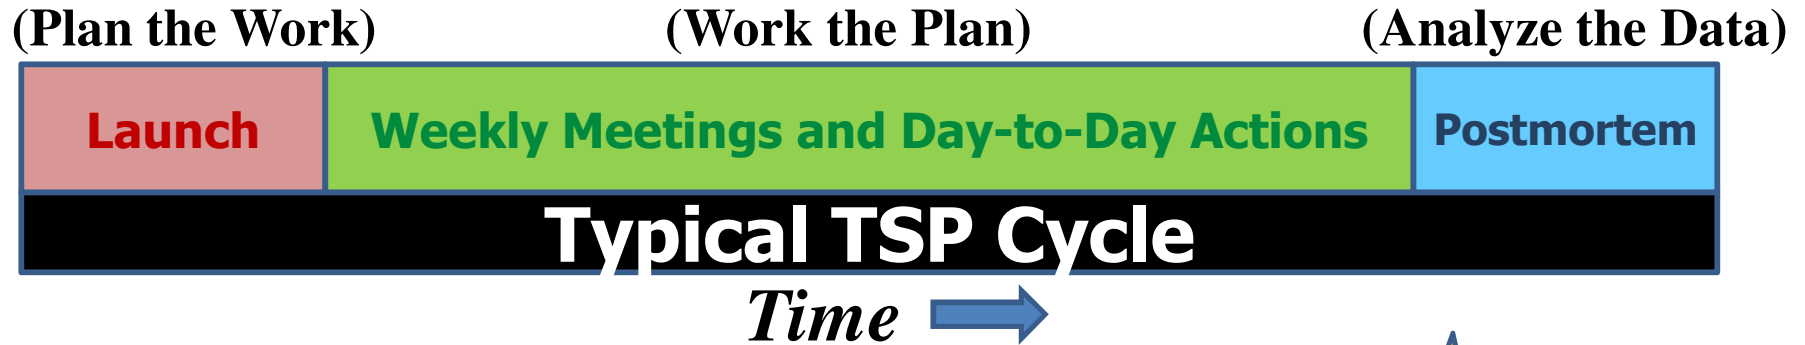 (Plan the Work) (Work the Plan) (Analyze the Data)
Launch Weekly Meetings and Day-to-Day Actions Postmortem
Typical TSP Cycle
Time